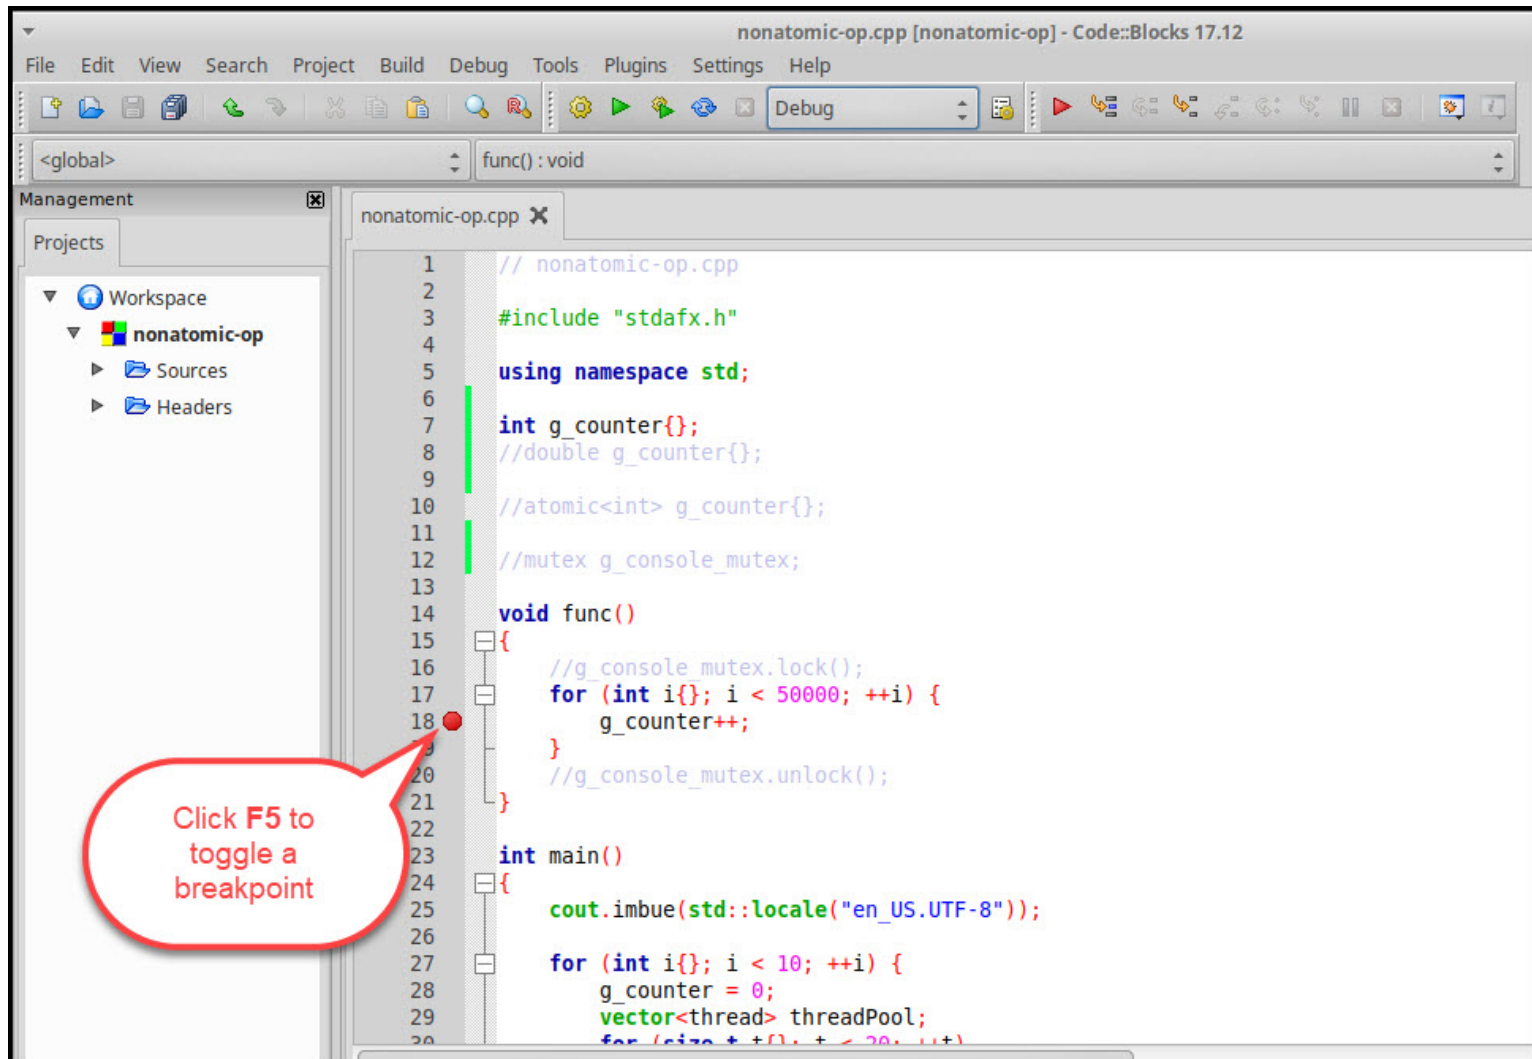 nonatomic-op.cpp [nonatomic-op] - Code::Blocks 17.12
File Edit View Search Project Build Debug Tools Plugins Settings Help
Debug
<global> func() : void
Management
nonatomic-op.cpp
Projects
Workspace
nonatomic-op
Sources
Headers
1 // nonatomic-op.cpp
2
3 #include "stdafx.h"
4
5 using namespace std;
6
7 int g_counter{};
8 //double g_counter{};
9
10 //atomic<int> g_counter{};
11
12 //mutex g_console_mutex;
13
14 void func()
15 {
16 //g_console_mutex.lock();
17 for (int i{}; i < 50000; ++i) {
18 g_counter++;
19 }
20 //g_console_mutex.unlock();
21 }
22
23 int main()
24 {
25 cout.imbue(std::locale("en_US.UTF-8"));
26
27 for (int i{}; i < 10; ++i) {
28 g_counter = 0;
29 vector<thread> threadPool;
30 for (size_t t{}; t < 20; ++t)
Click F5 to
toggle a
breakpoint